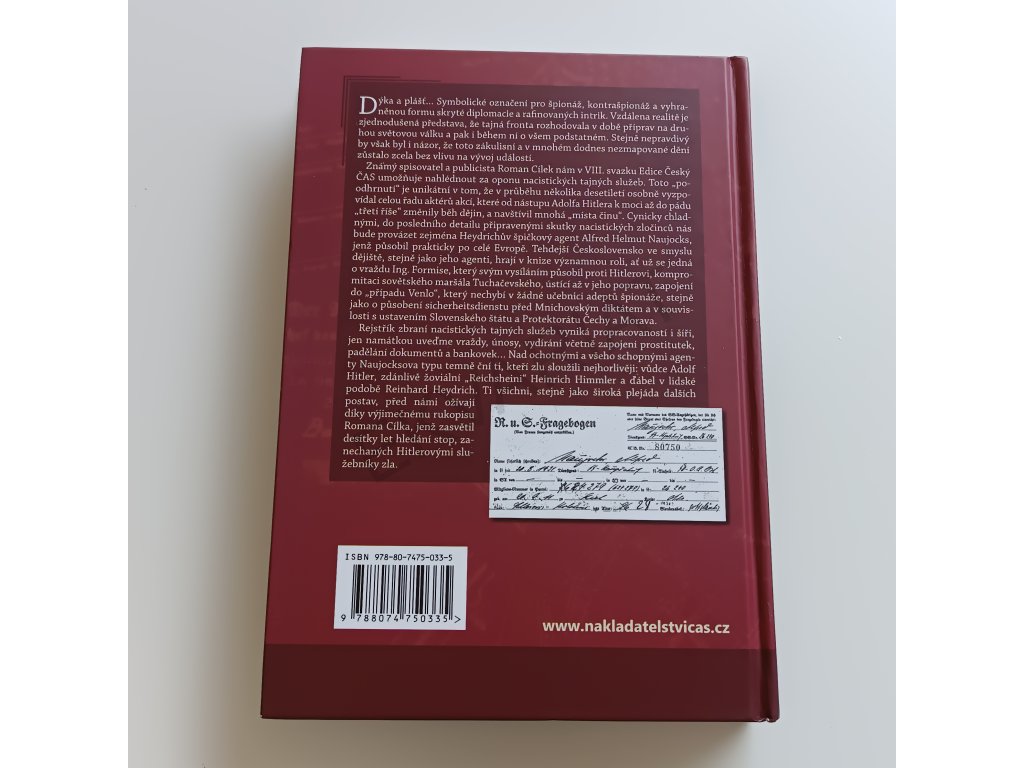 Dýka a plášť... Symbolické označení pro špionáž, kontrašpionáž a vyhra-
něnou formu skryté diplomacie a rafinovaných intrik. Vzdálena realitě je
zjednodušená představa, že tajná fronta rozhodovala v době příprav na dru-
hou světovou válku a pak i během ní o všem podstatném. Stejně nepravdivý
by však byl i názor, že toto zákulisní a v mnohém dodnes nezmapované dění
zůstalo zcela bez vlivu na vývoj událostí.
Známý spisovatel a publicista Roman Cílek nám v VIII. svazku Edice Český
ČAS umožňuje nahlédnout za oponu nacistických tajných služeb. Toto „po-
odhrnutí" je unikátní v tom, že v průběhu několika desetiletí osobně vyzpo-
vídal celou řadu aktérů akcí, které od nástupu Adolfa Hitlera k moci až do pádu
„třetí říše" změnily běh dějin, a navštívil mnohá „místa činu". Cynicky chlad-
nými, do posledního detailu připravenými skutky nacistických zločinců nás
bude provázet zejména Heydrichův špičkový agent Alfred Helmut Naujocks,
jenž působil prakticky po celé Evropě. Tehdejší Československo ve smyslu
dějiště, stejně jako jeho agenti, hrají v knize významnou roli, ať už se jedná
o vraždu Ing. Formise, který svým vysíláním působil proti Hitlerovi, kompro-
mitaci sovětského maršála Tuchačevského, ústící až v jeho popravu, zapojení
do „případu Venlo", který nechybí v žádné učebnici adeptů špionáže, stejně
jako o působení sicherheitsdienstu před Mnichovským diktátem a v souvis-
losti s ustavením Slovenského štátu a Protektorátu Čechy a Morava.
Rejstřík zbraní nacistických tajných služeb vyniká propracovaností i šíří,
jen namátkou uveďme vraždy, únosy, vydírání včetně zapojení prostitutek,
padělání dokumentů a bankovek... Nad ochotnými a všeho schopnými agen-
ty Naujocksova typu temně ční ti, kteří zlu sloužili nejhorlivěji: vůdce Adolf
Hitler, zdánlivě žoviální „Reichsheini" Heinrich Himmler a ďábel v lidské
podobě Reinhard Heydrich. Ti všichni, stejně jako široká plejáda dalších
postav, před námi ožívají
díky výjimečnému rukopisu
Romana Cílka, jenž zasvětil
desítky let hledání stop, za-
nechaných Hitlerovými slu-
žebníky zla.
R. u. S.=Fragebogen
80750
ISBN 978-80-7475-033-5
9 788074 750335 >
www.nakladatelstvicas.cz